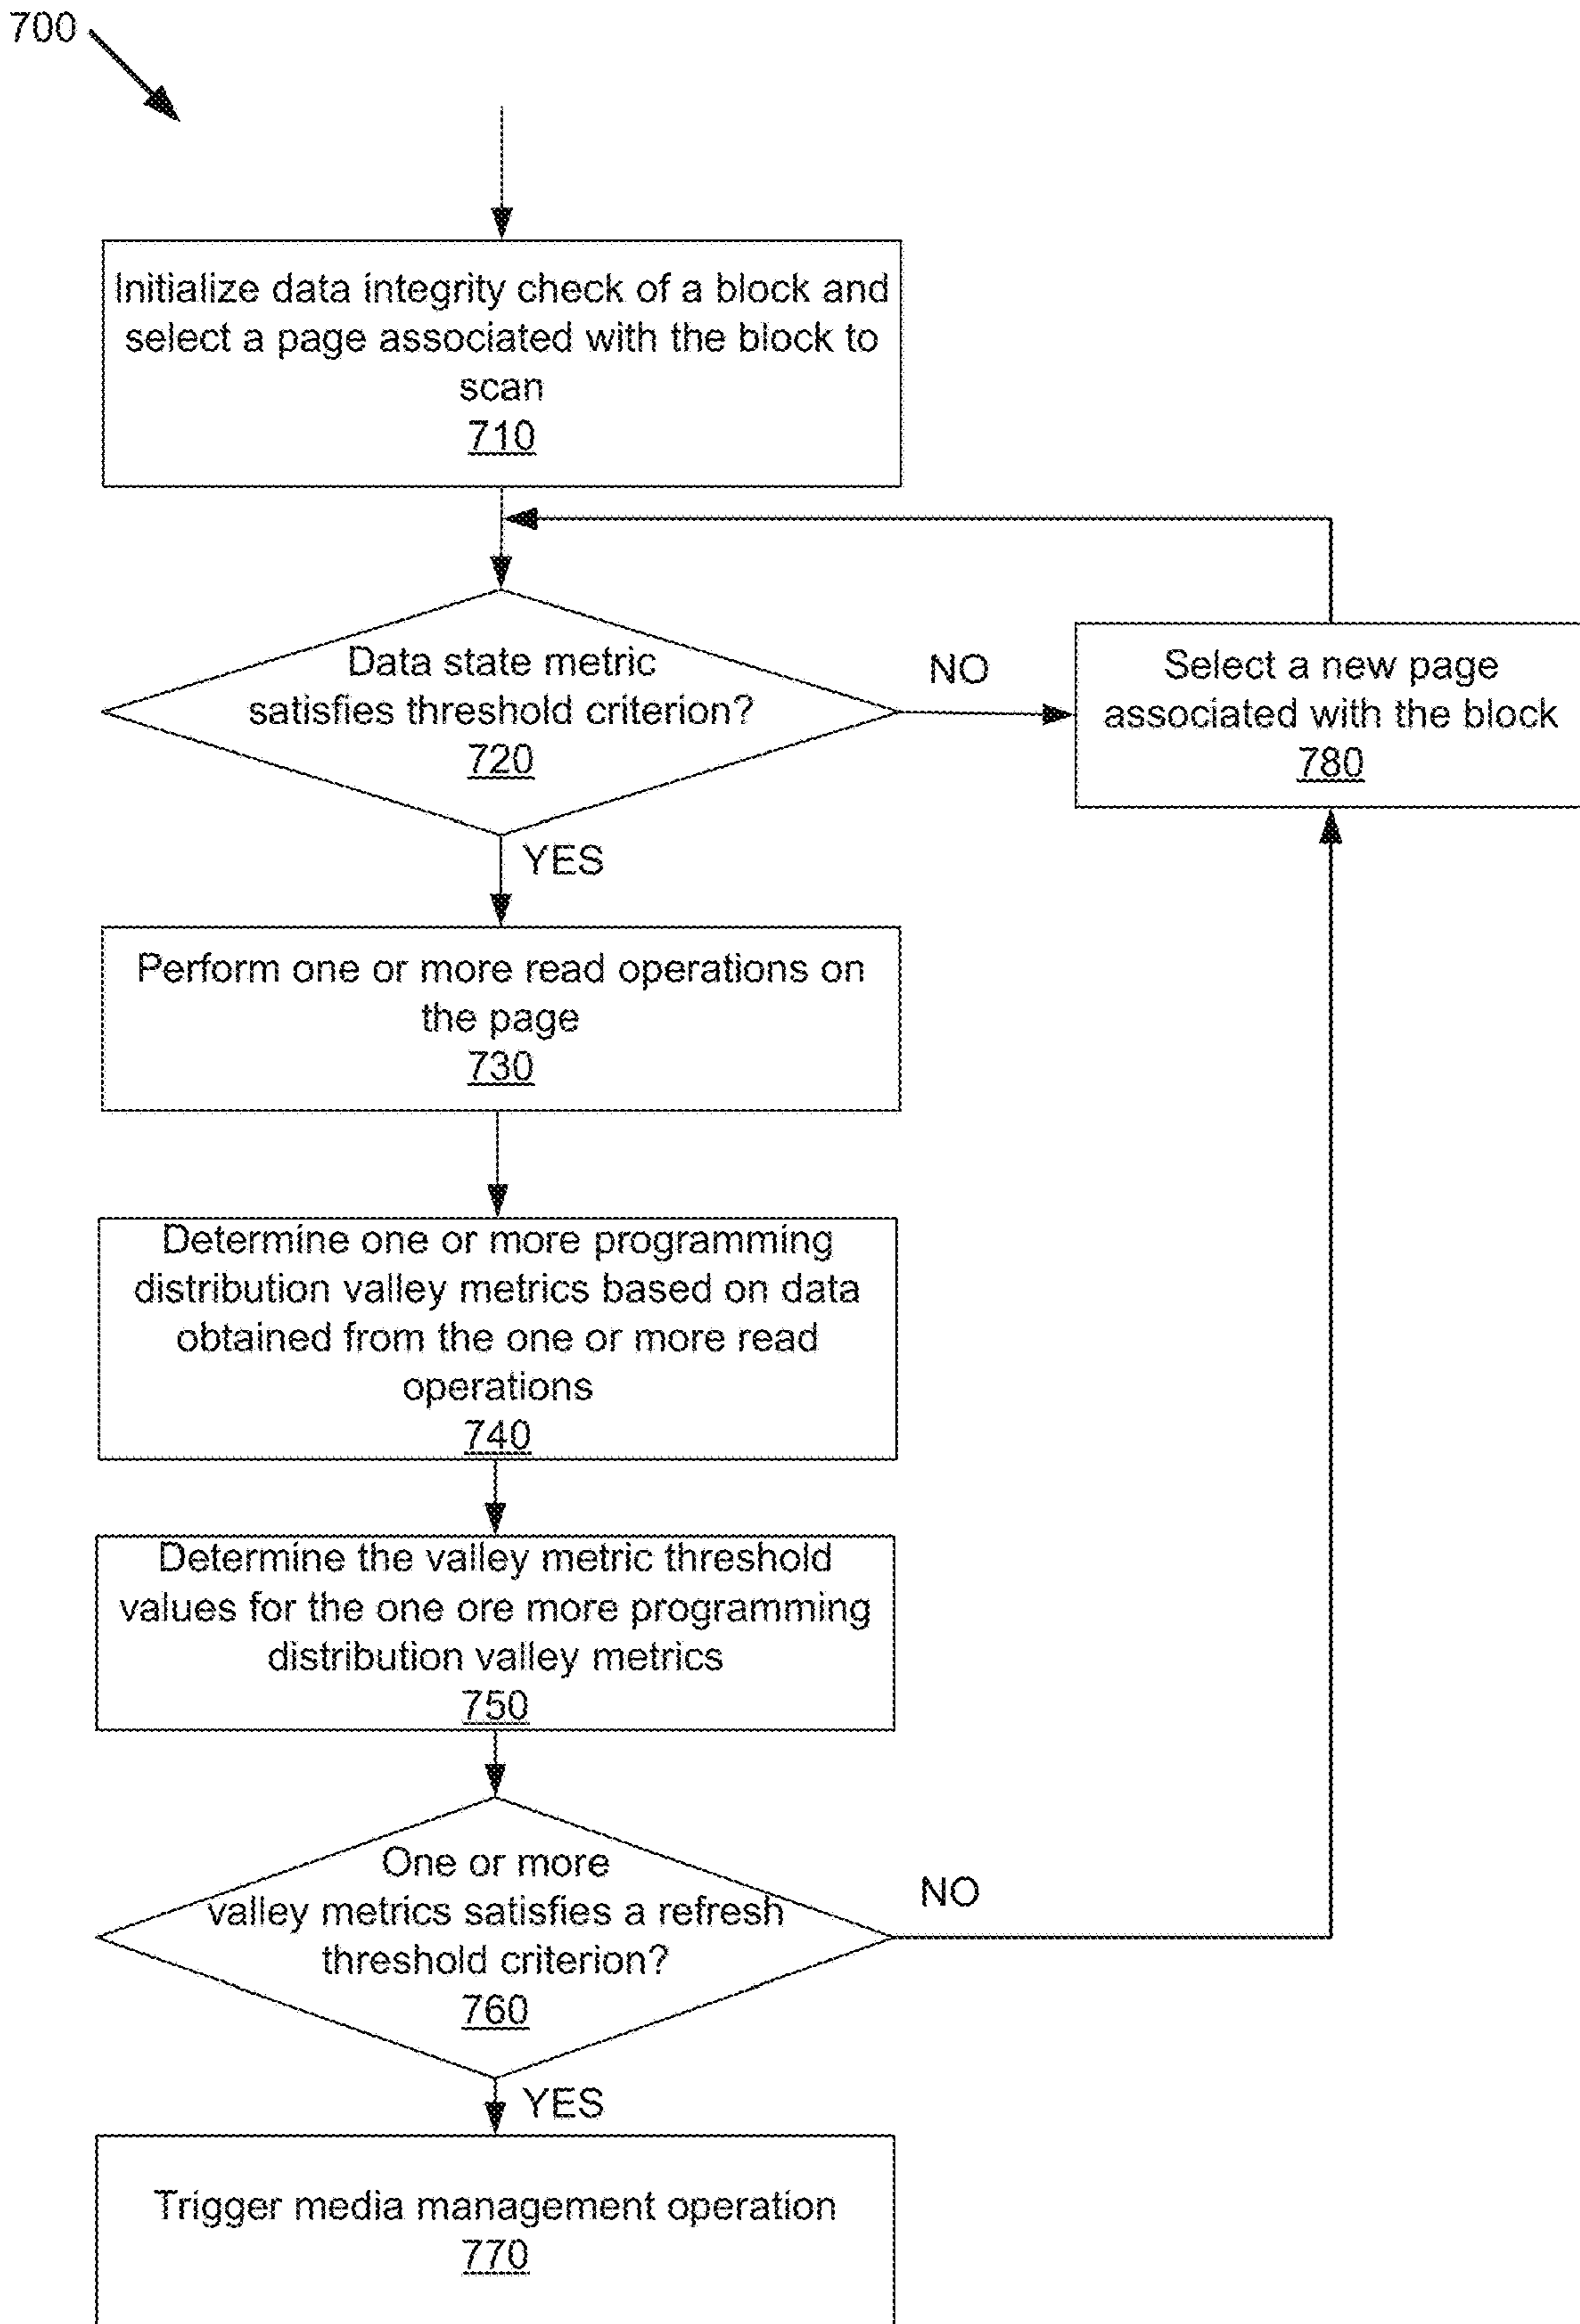 700
Initialize data integrity check of a block and
select a page associated with the block to
scan
710
Data state metric
satisfies threshold criterion?
720
NO
Select a new page
associated with the block
780
YES
Perform one or more read operations on
the page
730
Determine one or more programming
distribution valley metrics based on data
obtained from the one or more read
operations
740
Determine the valley metric threshold
values for the one ore more programming
distribution valley metrics
750
One or more
valley metrics satisfies a refresh
threshold criterion?
760
NO
YES
Trigger media management operation
770